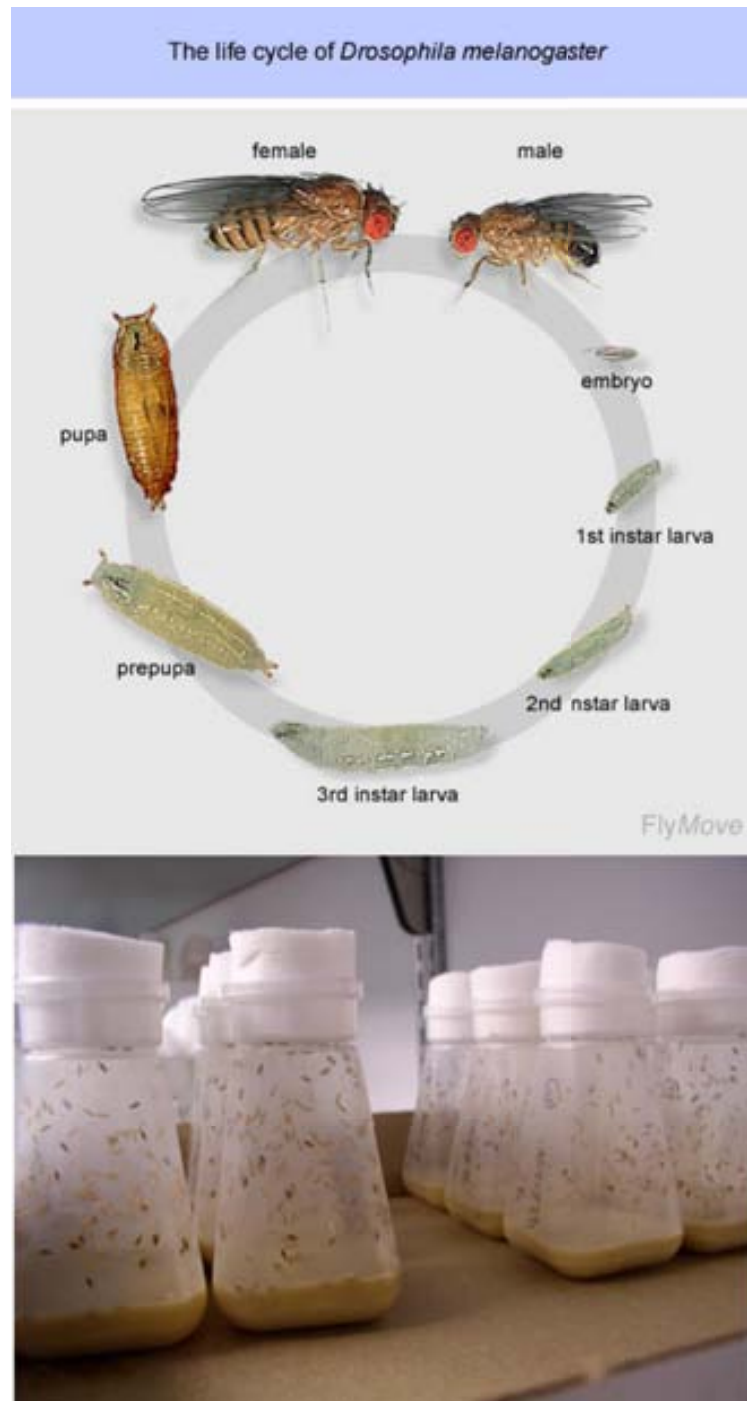 The life cycle of Drosophila melanogaster
female
male
embryo
pupa
1st instar larva
prepupa
2nd nstar larva
3rd instar larva
FlyMove